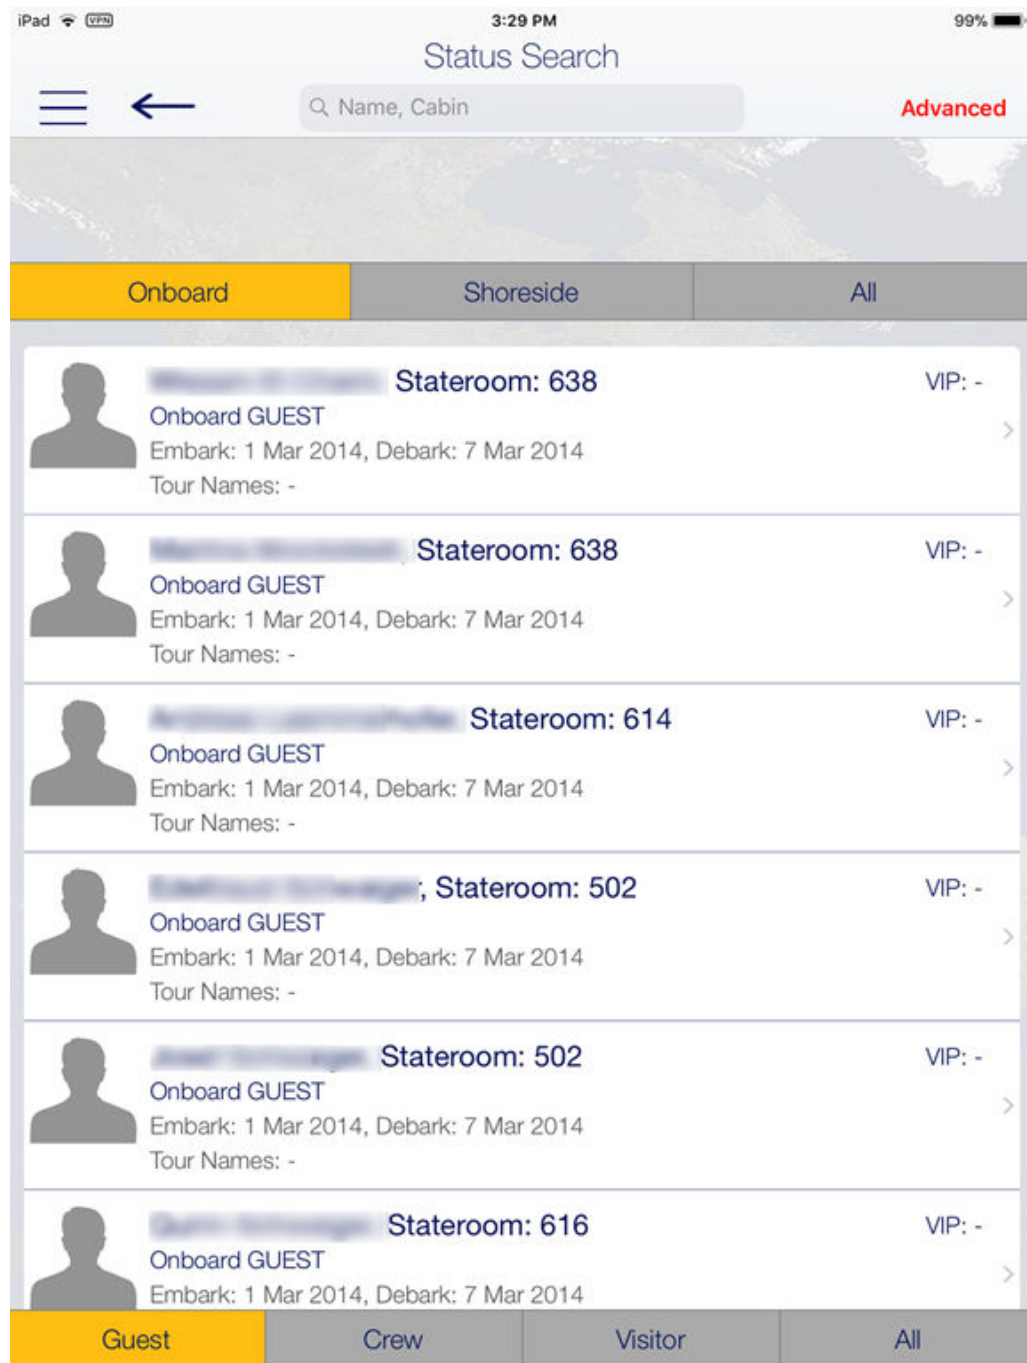 iPad VPN 3:29 PM 99%
Status Search
Name, Cabin Advanced
Onboard Shoreside All
Stateroom: 638 VIP: -
Onboard GUEST
Embark: 1 Mar 2014, Debark: 7 Mar 2014
Tour Names: -
Stateroom: 638 VIP: -
Onboard GUEST
Embark: 1 Mar 2014, Debark: 7 Mar 2014
Tour Names: -
Stateroom: 614 VIP: -
Onboard GUEST
Embark: 1 Mar 2014, Debark: 7 Mar 2014
Tour Names: -
, Stateroom: 502 VIP: -
Onboard GUEST
Embark: 1 Mar 2014, Debark: 7 Mar 2014
Tour Names: -
Stateroom: 502 VIP: -
Onboard GUEST
Embark: 1 Mar 2014, Debark: 7 Mar 2014
Tour Names: -
Stateroom: 616 VIP: -
Onboard GUEST
Embark: 1 Mar 2014, Debark: 7 Mar 2014
Guest Crew Visitor All